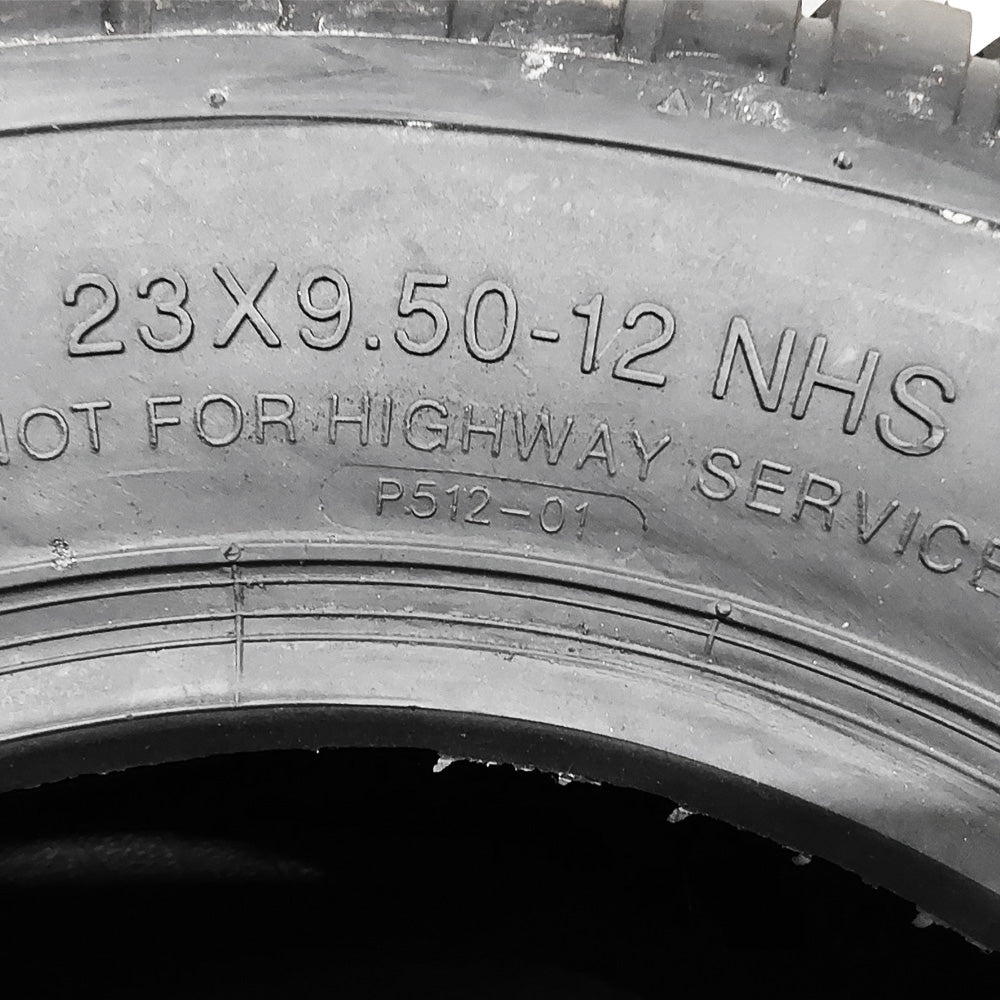 23X9.50-12 NHS
NOT FOR HIGHWAY SERVICE
P512-01